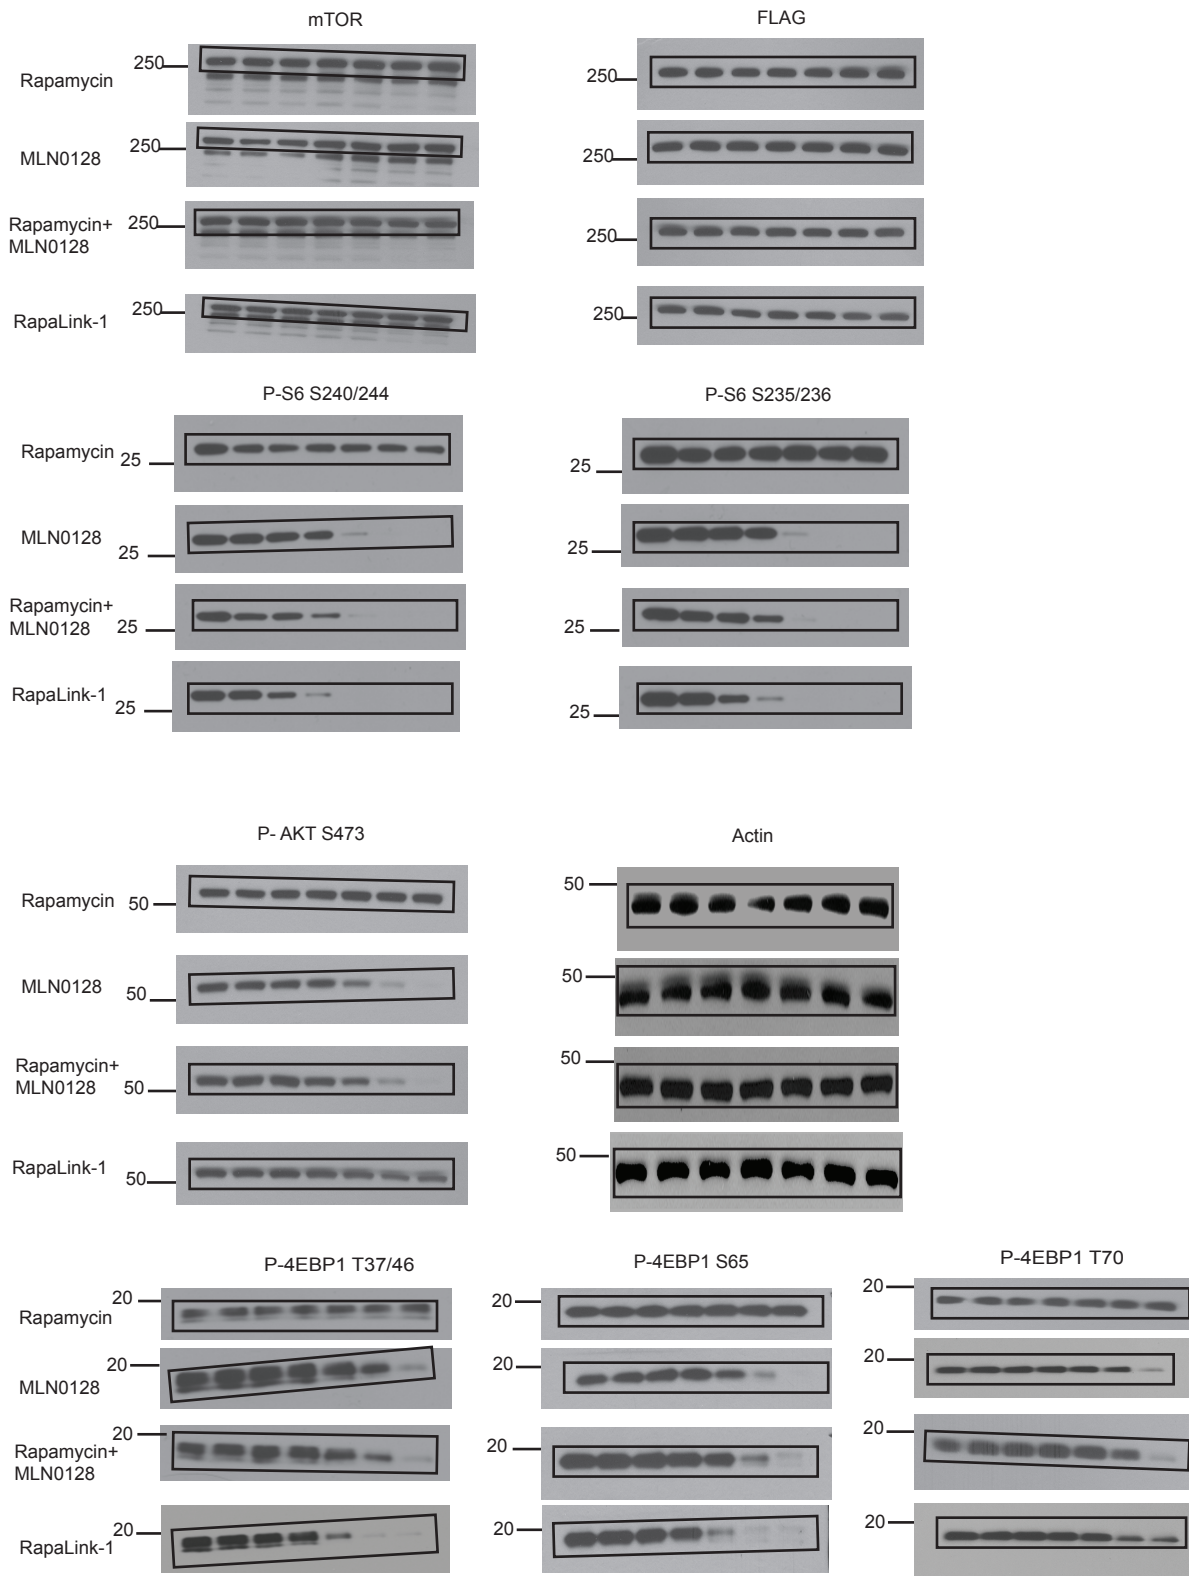 mTOR
FLAG
Rapamycin
250
250
MLN0128
250
250
Rapamycin+
MLN0128
250
250
RapaLink-1
250
250
P-S6 S240/244
P-S6 S235/236
Rapamycin
25
25
MLN0128
25
25
Rapamycin+
MLN0128
25
25
RapaLink-1
25
25
P- AKT S473
Actin
Rapamycin
50
50
MLN0128
50
50
Rapamycin+
MLN0128
50
50
RapaLink-1
50
50
P-4EBP1 T37/46
P-4EBP1 S65
P-4EBP1 T70
Rapamycin
20
20
20
MLN0128
20
20
20
Rapamycin+
MLN0128
20
20
20
RapaLink-1
20
20
20